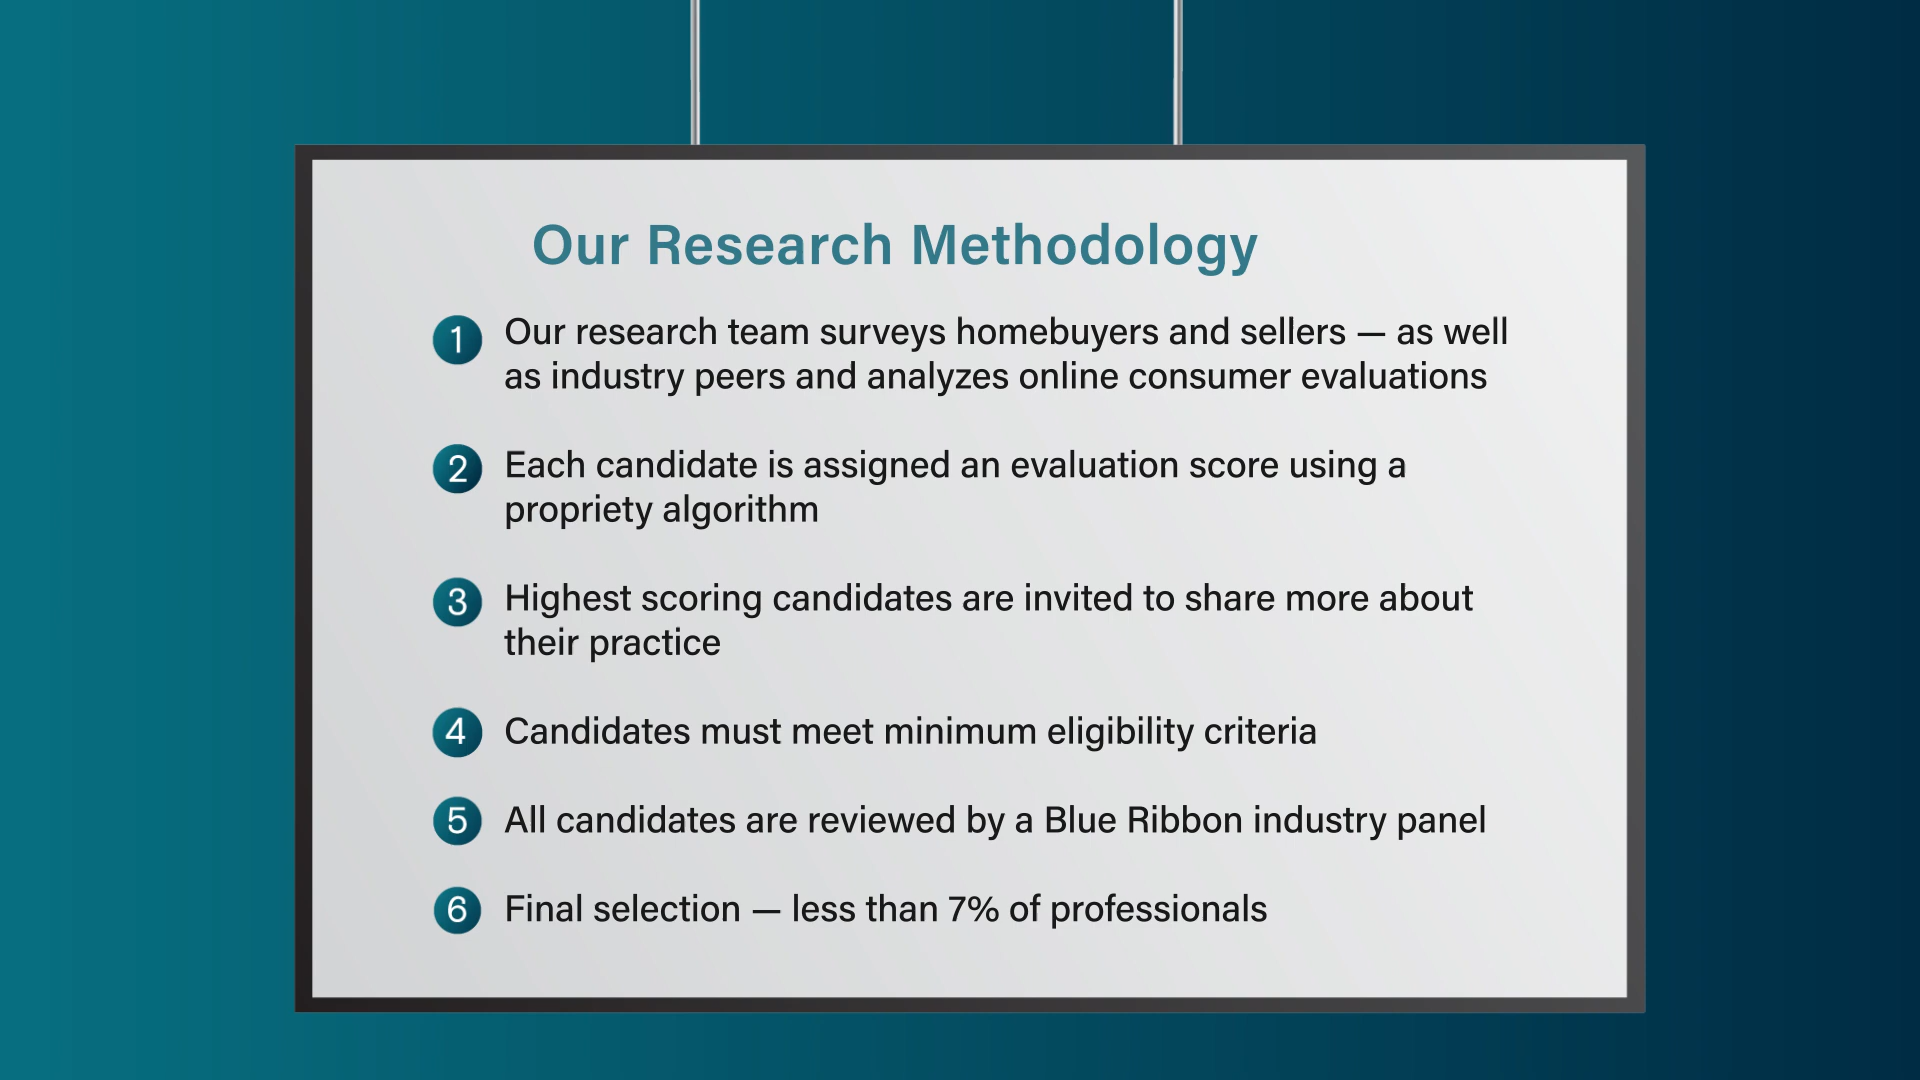 Our Research Methodology
1 Our research team surveys homebuyers and sellers — as well
as industry peers and analyzes online consumer evaluations
2 Each candidate is assigned an evaluation score using a
propriety algorithm
3 Highest scoring candidates are invited to share more about
their practice
4 Candidates must meet minimum eligibility criteria
5 All candidates are reviewed by a Blue Ribbon industry panel
6 Final selection — less than 7% of professionals